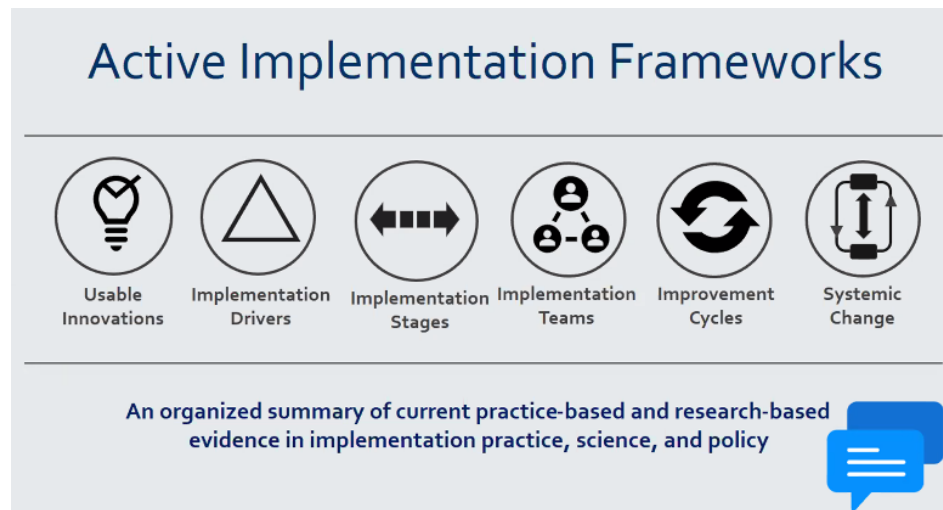 Active Implementation Frameworks
Usable
Innovations
Implementation
Drivers
Implementation
Stages
Implementation
Teams
Improvement
Cycles
Systemic
Change
An organized summary of current practice-based and research-based
evidence in implementation practice, science, and policy